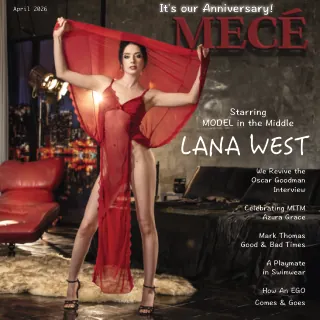 April 2026
It's our Anniversary!
MECÉ
Starring
MODEL in the Middle
LANA WEST
We Revive the
Oscar Goodman
Interview
Celebrating MITM
Azura Grace
Mark Thomas
Good & Bad Times
A Playmate
in Swimwear
How An EGO
Comes & Goes